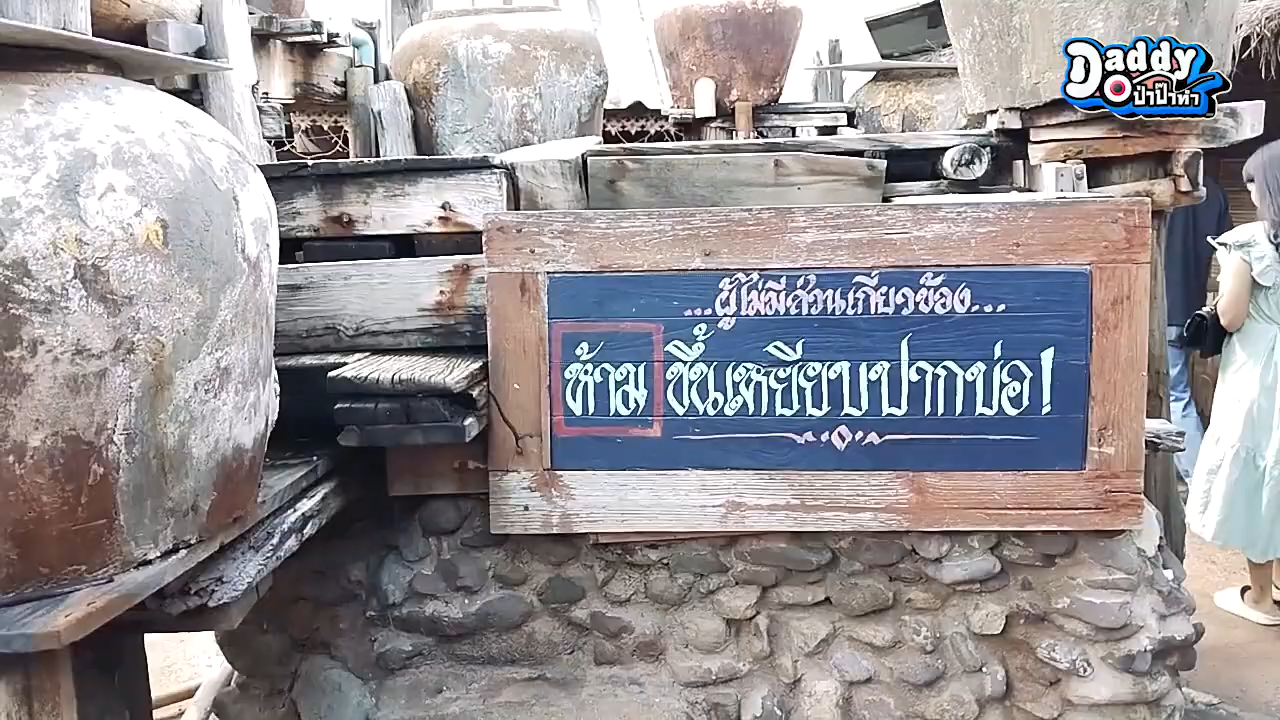 Daddy
ป่าป๊าทำ
...ผู้ไม่มีส่วนเกี่ยวข้อง...
ห้าม ขึ้นเหยียบปากบ่อ!